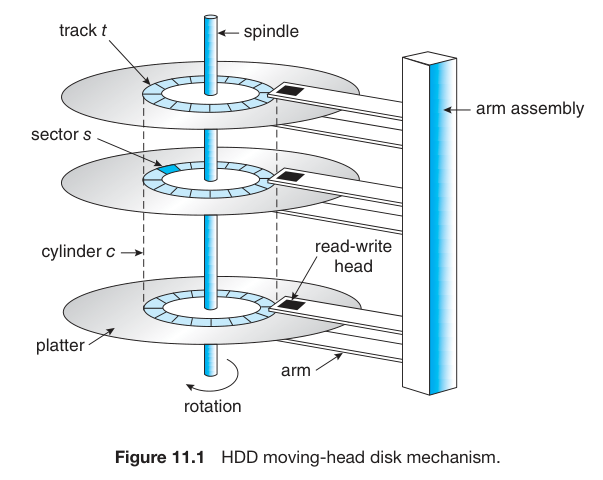 track t
spindle
arm assembly
sector s
cylinder c
read-write
head
platter
arm
rotation
Figure 11.1 HDD moving-head disk mechanism.